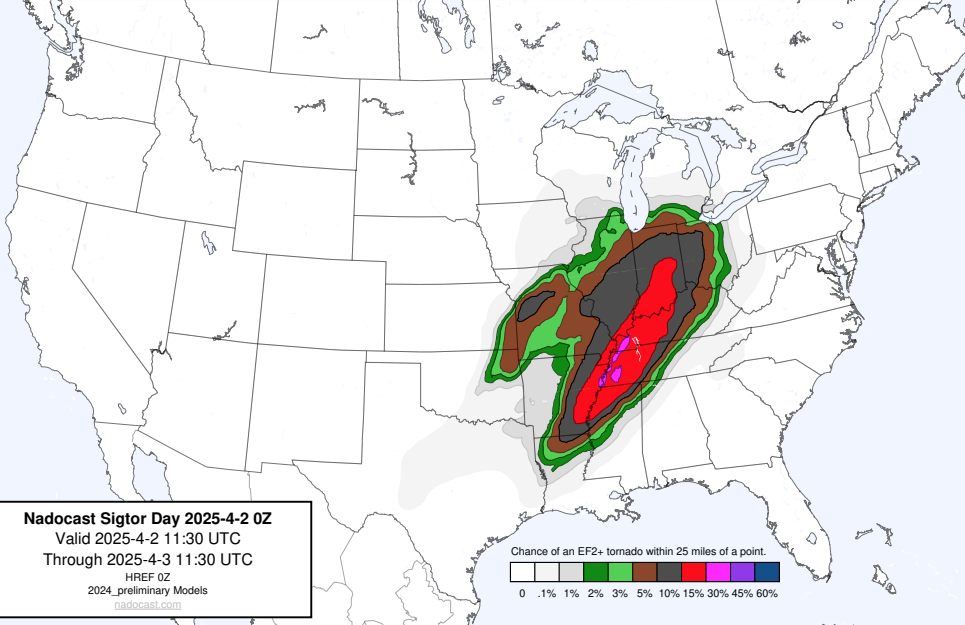 Nadocast Sigtor Day 2025-4-2 0Z
Valid 2025-4-2 11:30 UTC
Through 2025-4-3 11:30 UTC
HREF 0Z
2024_preliminary Models
nadocast.com
Chance of an EF2+ tornado within 25 miles of a point.
0 .1% 1% 2% 3% 5% 10% 15% 30% 45% 60%